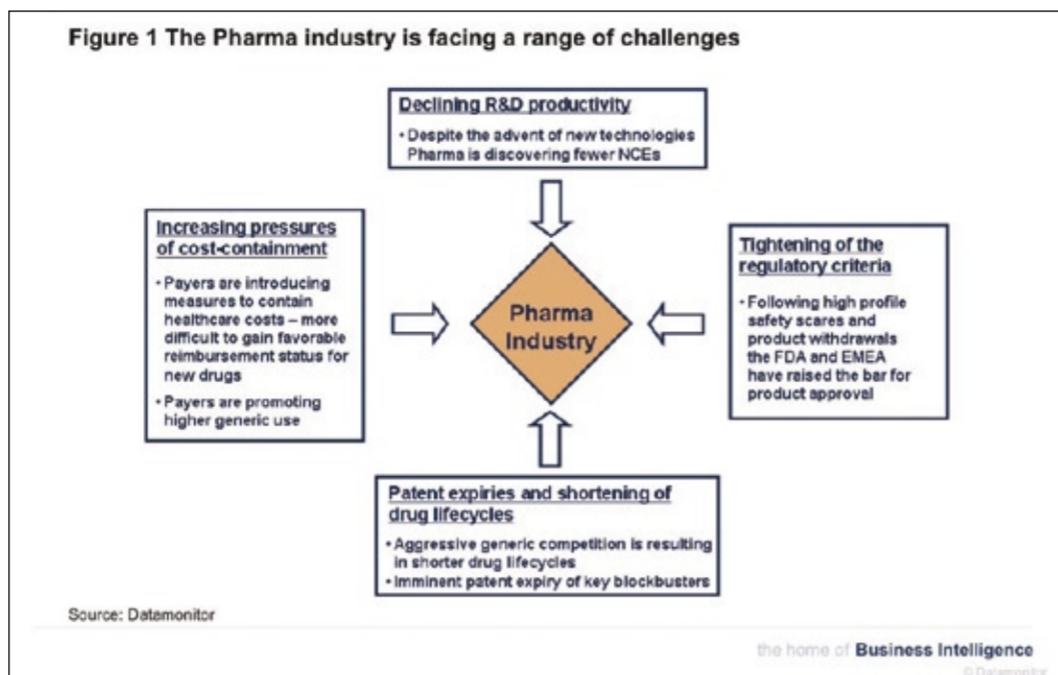 Figure 1 The Pharma industry is facing a range of challenges
Declining R&D productivity
• Despite the advent of new technologies
Pharma is discovering fewer NCEs
Increasing pressures
of cost-containment
• Payers are introducing
measures to contain
healthcare costs – more
difficult to gain favorable
reimbursement status for
new drugs
• Payers are promoting
higher generic use
Pharma
Industry
Tightening of the
regulatory criteria
• Following high profile
safety scares and
product withdrawals
the FDA and EMEA
have raised the bar for
product approval
Patent expiries and shortening of
drug lifecycles
• Aggressive generic competition is resulting
in shorter drug lifecycles
• Imminent patent expiry of key blockbusters
Source: Datamonitor
the home of Business Intelligence
© Datamonitor